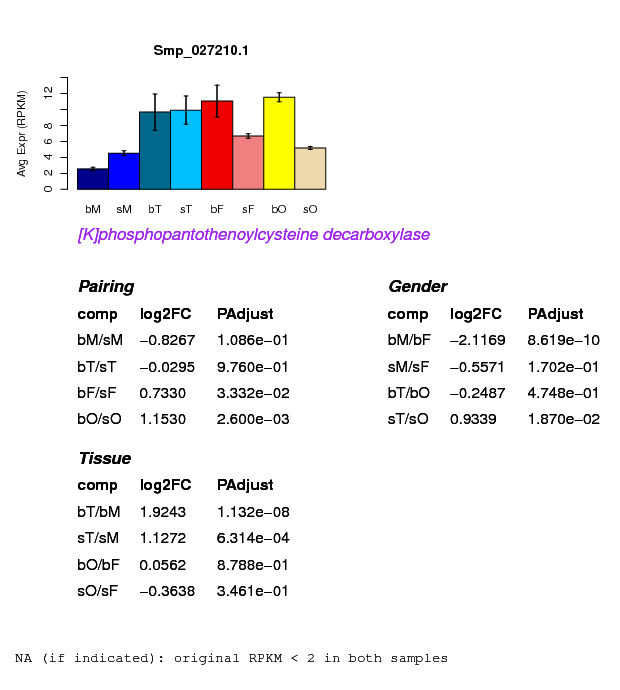 Smp_027210.1
Avg Expr (RPKM)
12
8
6
4
2
0
bM sM bT sT bF sF bO sO
[K]phosphopantothenoylcysteine decarboxylase
Pairing
comp log2FC PAdjust
bM/sM −0.8267 1.086e−01
bT/sT −0.0295 9.760e−01
bF/sF 0.7330 3.332e−02
bO/sO 1.1530 2.600e−03
Gender
comp log2FC PAdjust
bM/bF −2.1169 8.619e−10
sM/sF −0.5571 1.702e−01
bT/bO −0.2487 4.748e−01
sT/sO 0.9339 1.870e−02
Tissue
comp log2FC PAdjust
bT/bM 1.9243 1.132e−08
sT/sM 1.1272 6.314e−04
bO/bF 0.0562 8.788e−01
sO/sF −0.3638 3.461e−01
NA (if indicated): original RPKM < 2 in both samples